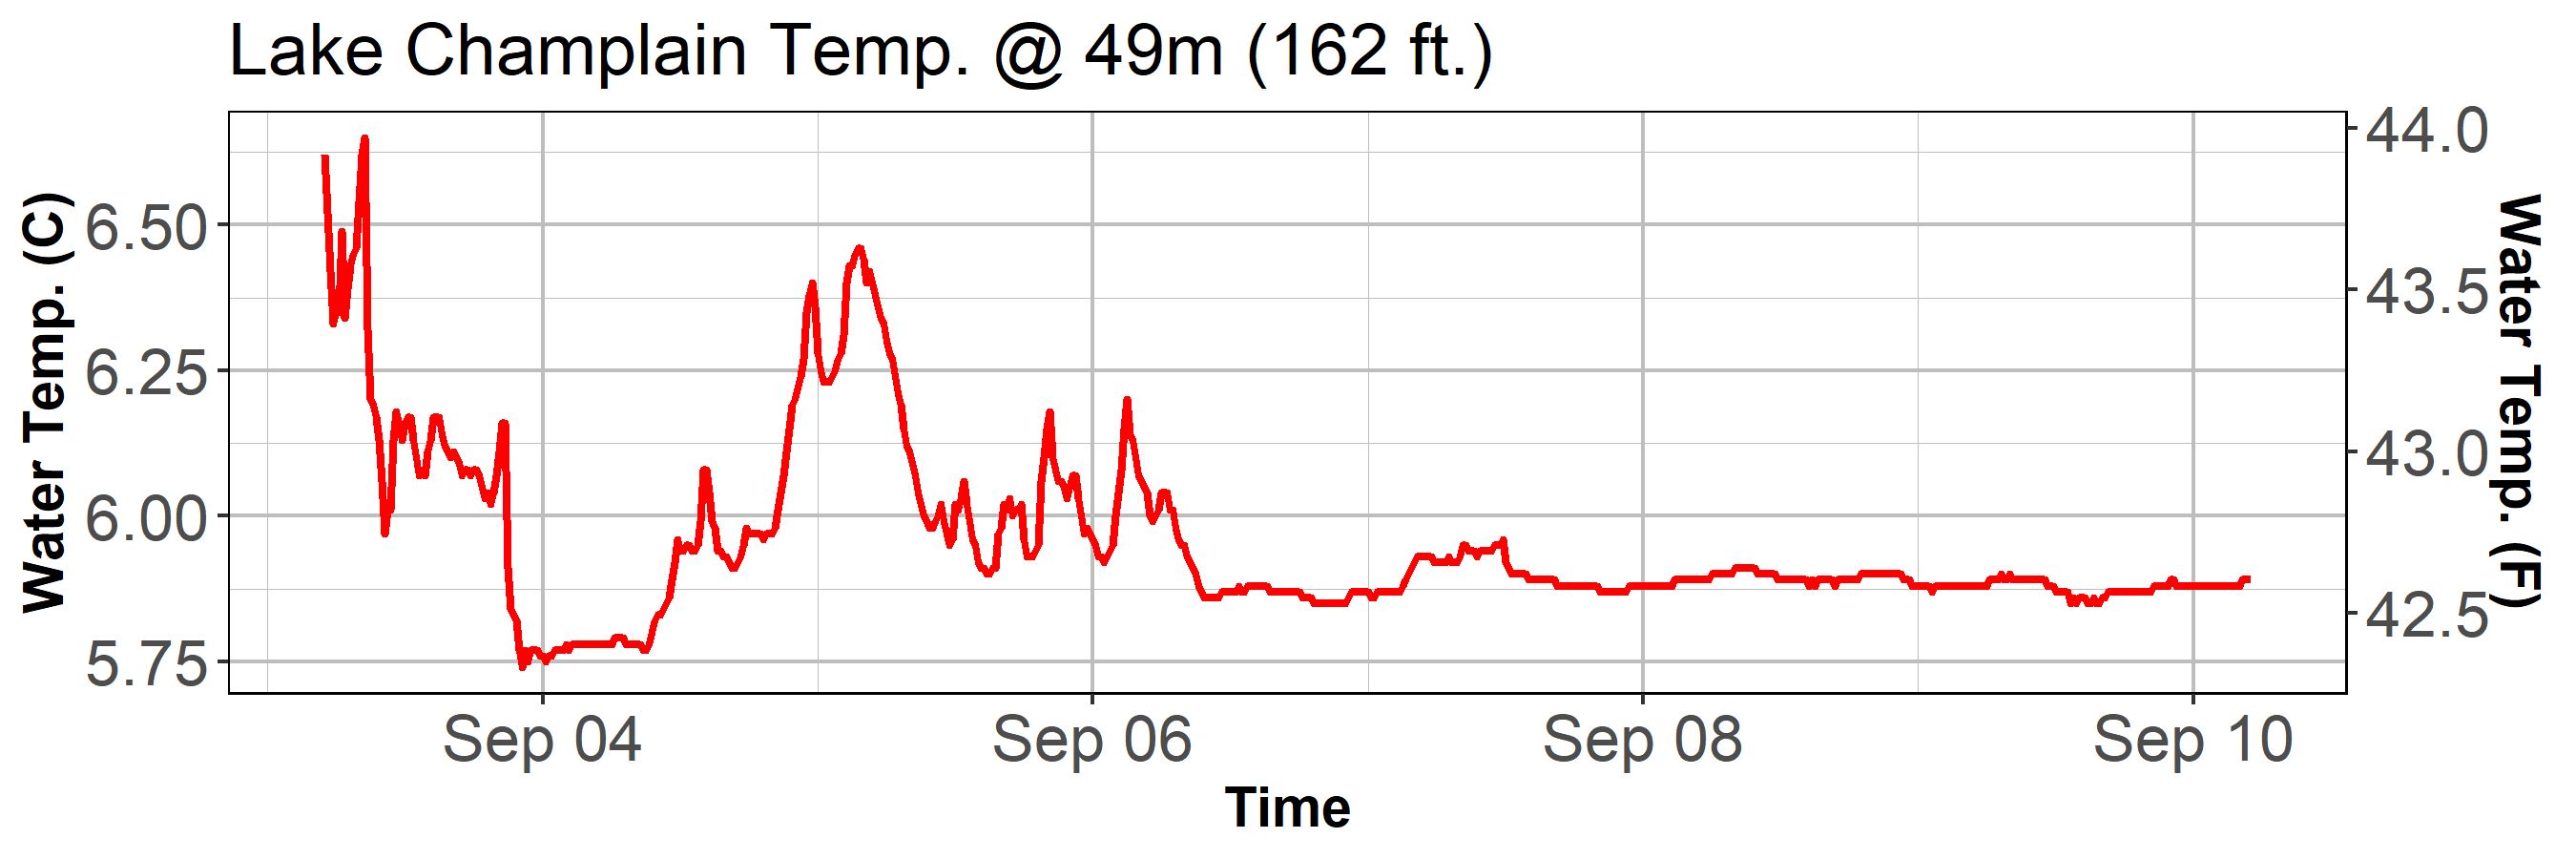 Lake Champlain Temp. @ 49m (162 ft.)
Water Temp. (C)
6.50
6.25
6.00
5.75
44.0
43.5
43.0
42.5
Water Temp. (F)
Sep 04
Sep 06
Sep 08
Sep 10
Time